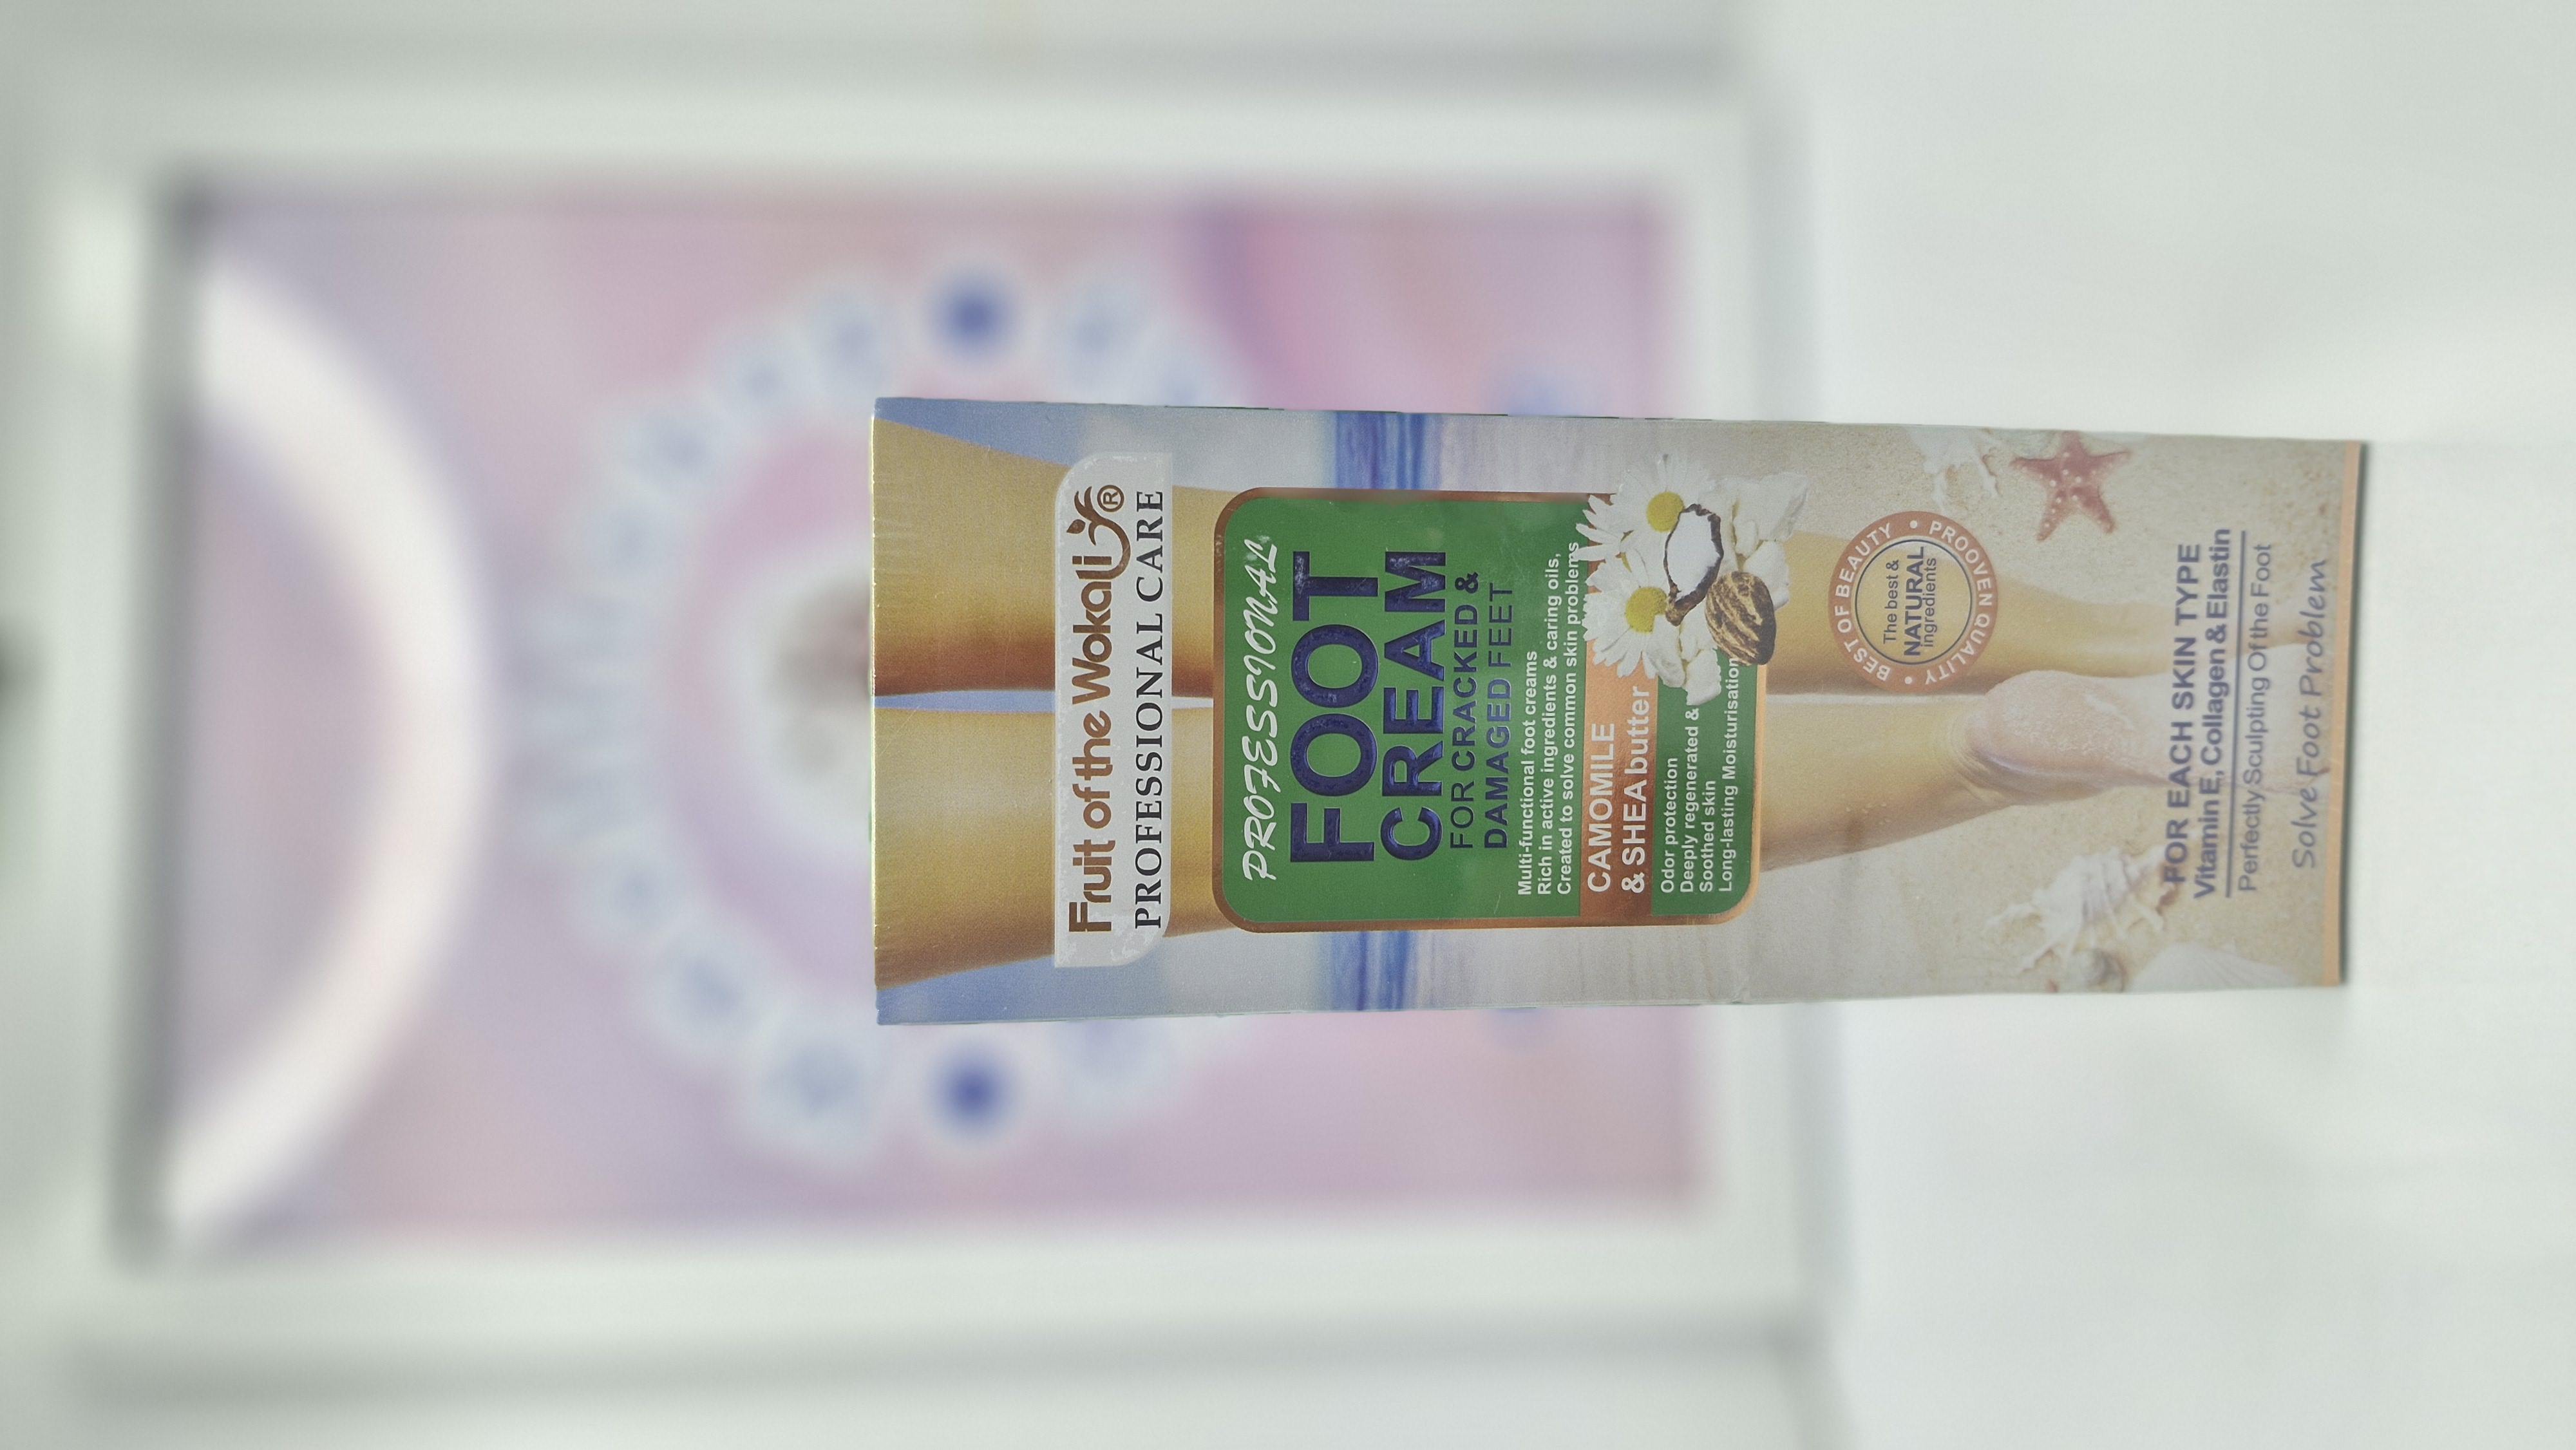 Fruit of the Wokali®
PROFESSIONAL CARE
PROFESSIONAL
FOOT
CREAM
FOR CRACKED &
DAMAGED FEET
Multi-functional foot creams
Rich in active ingredients & caring oils,
Created to solve common skin problems
CAMOMILE
& SHEA butter
Odor protection
Deeply regenerated &
Soothed skin
Long-lasting Moisturisation
BEST OF BEAUTY • PROOVEN QUALITY •
The best &
NATURAL
ingredients
FOR EACH SKIN TYPE
Vitamin E, Collagen & Elastin
Perfectly Sculpting Of the Foot
Solve Foot Problem